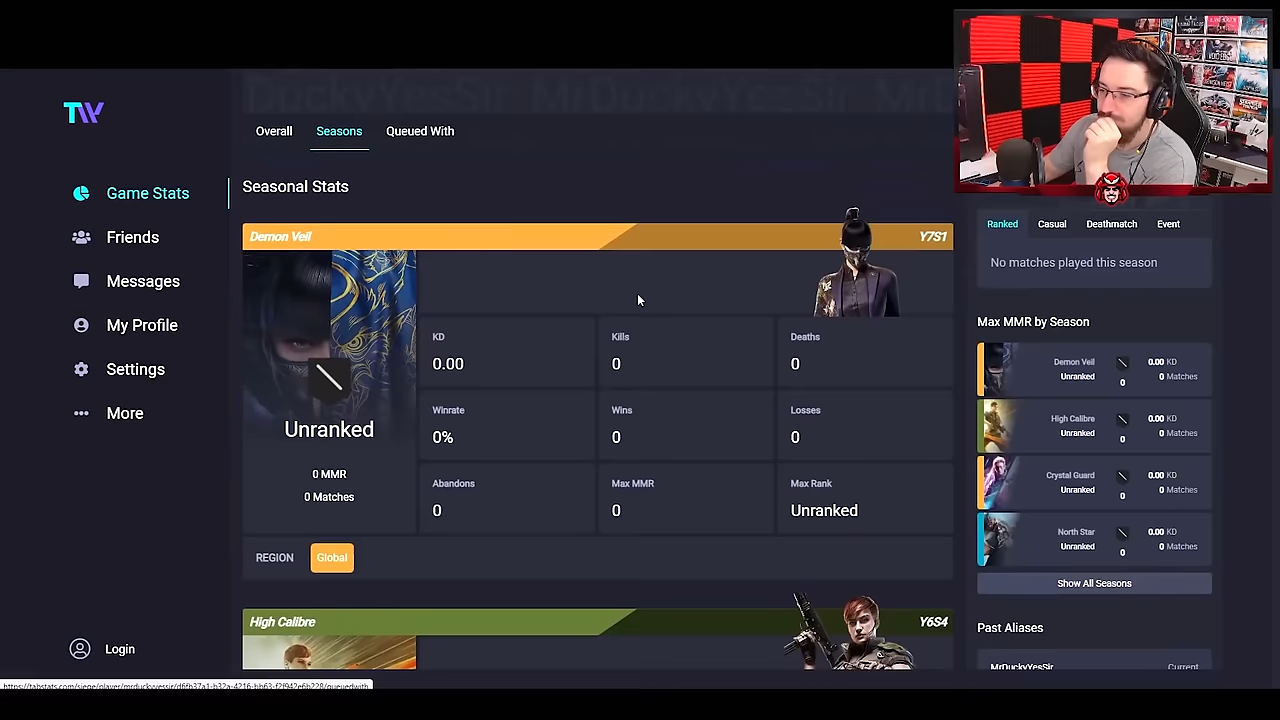 TW
Overall
Seasons
Queued With
Seasonal Stats
Game Stats
Friends
Messages
My Profile
Settings
More
Login
Demon Veil
Y7S1
Unranked
0 MMR
0 Matches
KD
Kills
Deaths
0.00
0
0
Winrate
Wins
Losses
0%
0
0
Abandons
Max MMR
Max Rank
0
0
Unranked
REGION
Global
High Calibre
Y6S4
Ranked
Casual
Deathmatch
Event
No matches played this season
Max MMR by Season
Demon Veil
0.00 KD
Unranked
0 Matches
0
High Calibre
0.00 KD
Unranked
0 Matches
0
Crystal Guard
0.00 KD
Unranked
0 Matches
0
North Star
0.00 KD
Unranked
0 Matches
0
Show All Seasons
Past Aliases
MrDuckyYesSir
Current